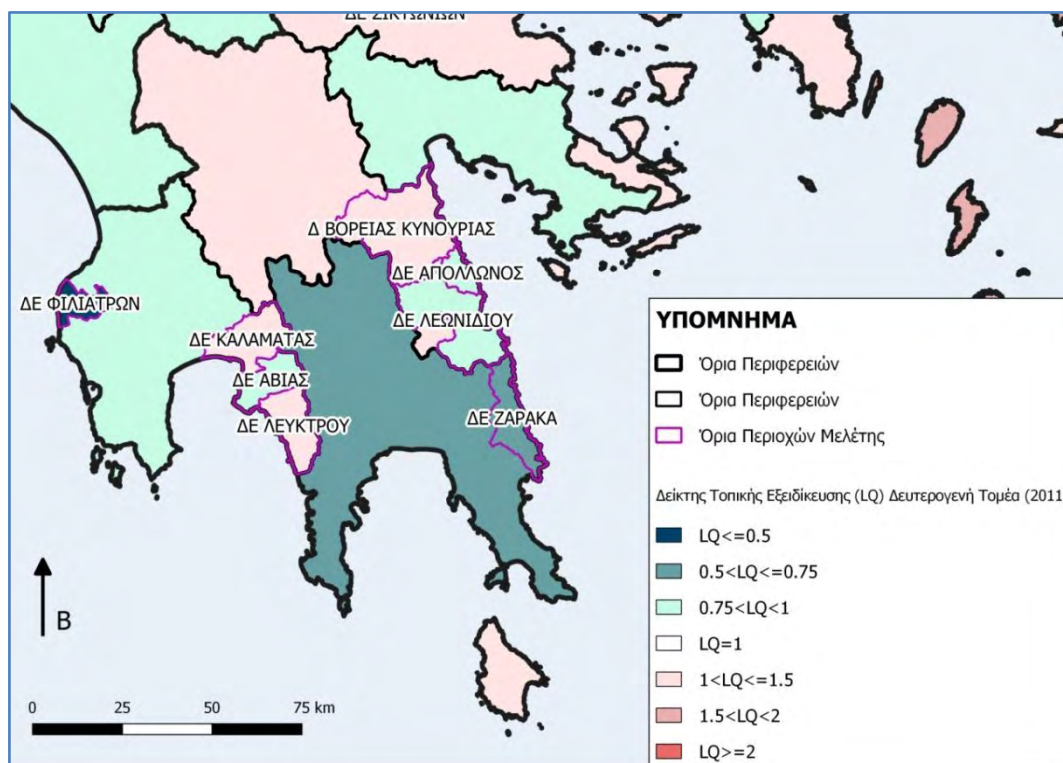 ΔΕ ΣΙΚΥΩΝΙΩΝ
Δ ΒΟΡΕΙΑΣ ΚΥΝΟΥΡΙΑΣ
ΔΕ ΑΠΟΛΛΩΝΟΣ
ΔΕ ΦΙΛΙΑΤΡΩΝ
ΔΕ ΛΕΩΝΙΔΙΟΥ
ΔΕ ΚΑΛΑΜΑΤΑΣ
ΔΕ ΑΒΙΑΣ
ΔΕ ΖΑΡΑΚΑ
ΔΕ ΛΕΥΚΤΡΟΥ
Β
0 25 50 75 km
ΥΠΟΜΝΗΜΑ
Όρια Περιφερειών
Όρια Περιφερειών
Όρια Περιοχών Μελέτης
Δείκτης Τοπικής Εξειδίκευσης (LQ) Δευτερογενή Τομέα (2011
LQ<=0.5
0.5<LQ<=0.75
0.75<LQ<1
LQ=1
1<LQ<=1.5
1.5<LQ<2
LQ>=2